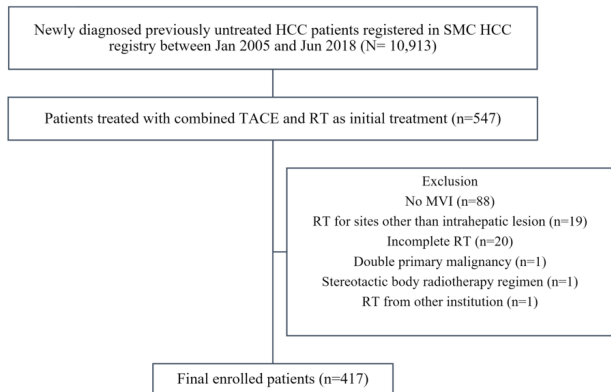 Newly diagnosed previously untreated HCC patients registered in SMC HCC
registry between Jan 2005 and Jun 2018 (N= 10,913)
Patients treated with combined TACE and RT as initial treatment (n=547)
Exclusion
No MVI (n=88)
RT for sites other than intrahepatic lesion (n=19)
Incomplete RT (n=20)
Double primary malignancy (n=1)
Stereotactic body radiotherapy regimen (n=1)
RT from other institution (n=1)
Final enrolled patients (n=417)